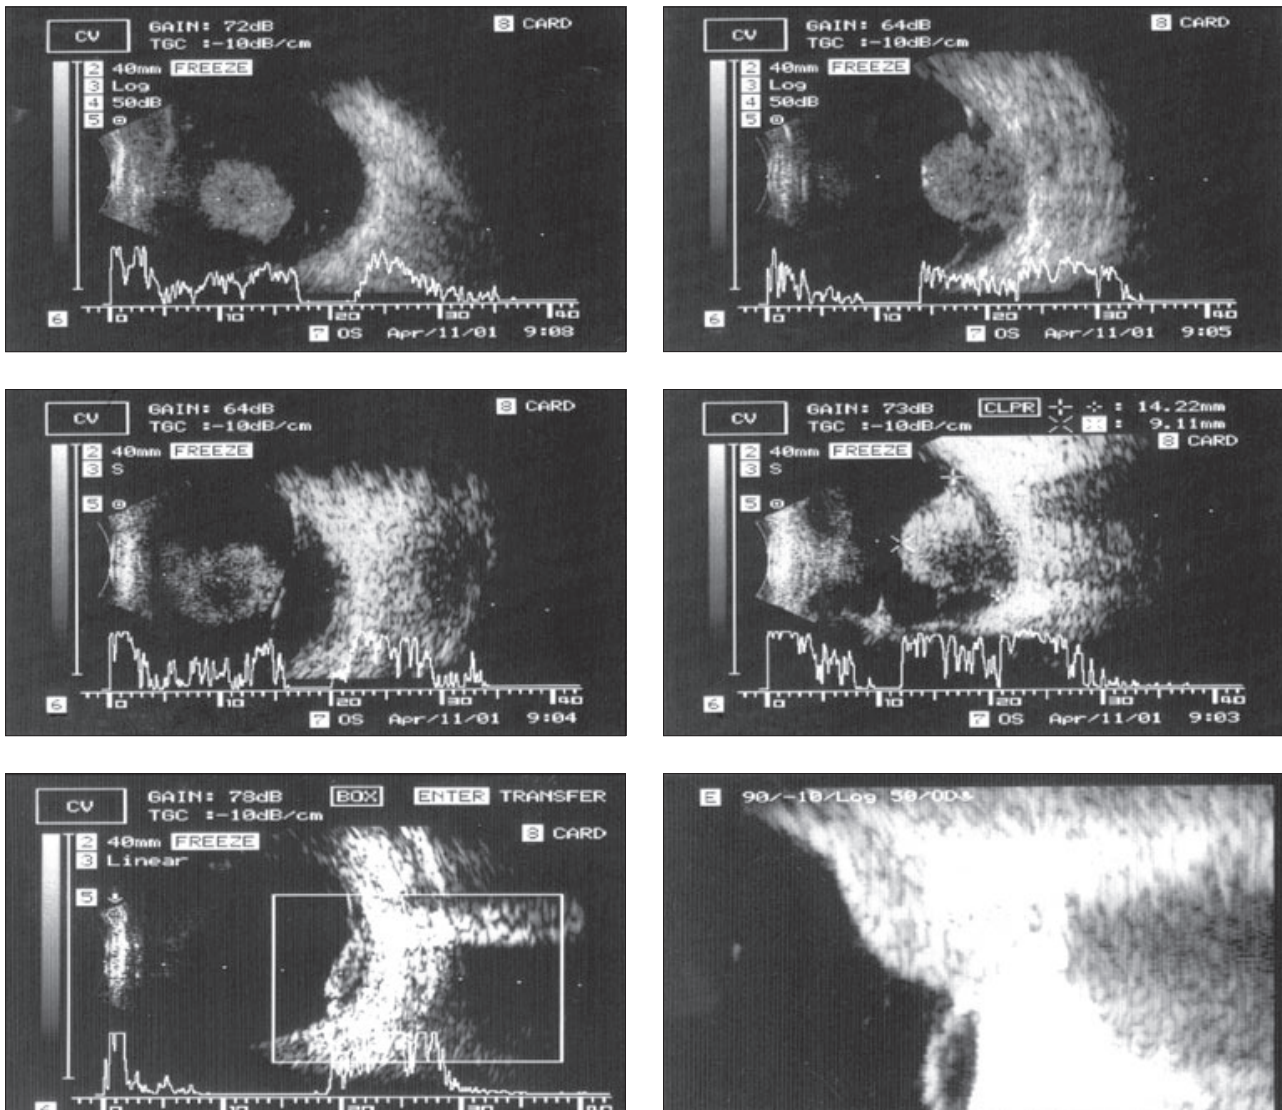 CV
GAIN: 72dB
TGC :-10dB/cm
8 CARD
2 40mm FREEZE
3 Log
4 50dB
5
6
0 10 20 30 40
7 OS Apr/11/01 9:08
CV
GAIN: 64dB
TGC :-10dB/cm
8 CARD
2 40mm FREEZE
3 Log
4 50dB
5
6
0 10 20 30 40
7 OS Apr/11/01 9:05
CV
GAIN: 64dB
TGC :-10dB/cm
8 CARD
2 40mm FREEZE
3 S
5
6
0 10 20 30 40
7 OS Apr/11/01 9:04
CV
GAIN: 73dB
TGC :-10dB/cm
CLPR : 14.22mm
: 9.11mm
8 CARD
2 40mm FREEZE
3 S
5
6
0 10 20 30 40
7 OS Apr/11/01 9:03
CV
GAIN: 78dB
TGC :-10dB/cm
BOX ENTER TRANSFER
8 CARD
2 40mm FREEZE
3 Linear
5
6
0 10 20 30 40
E 90/-10/Log 50/OD